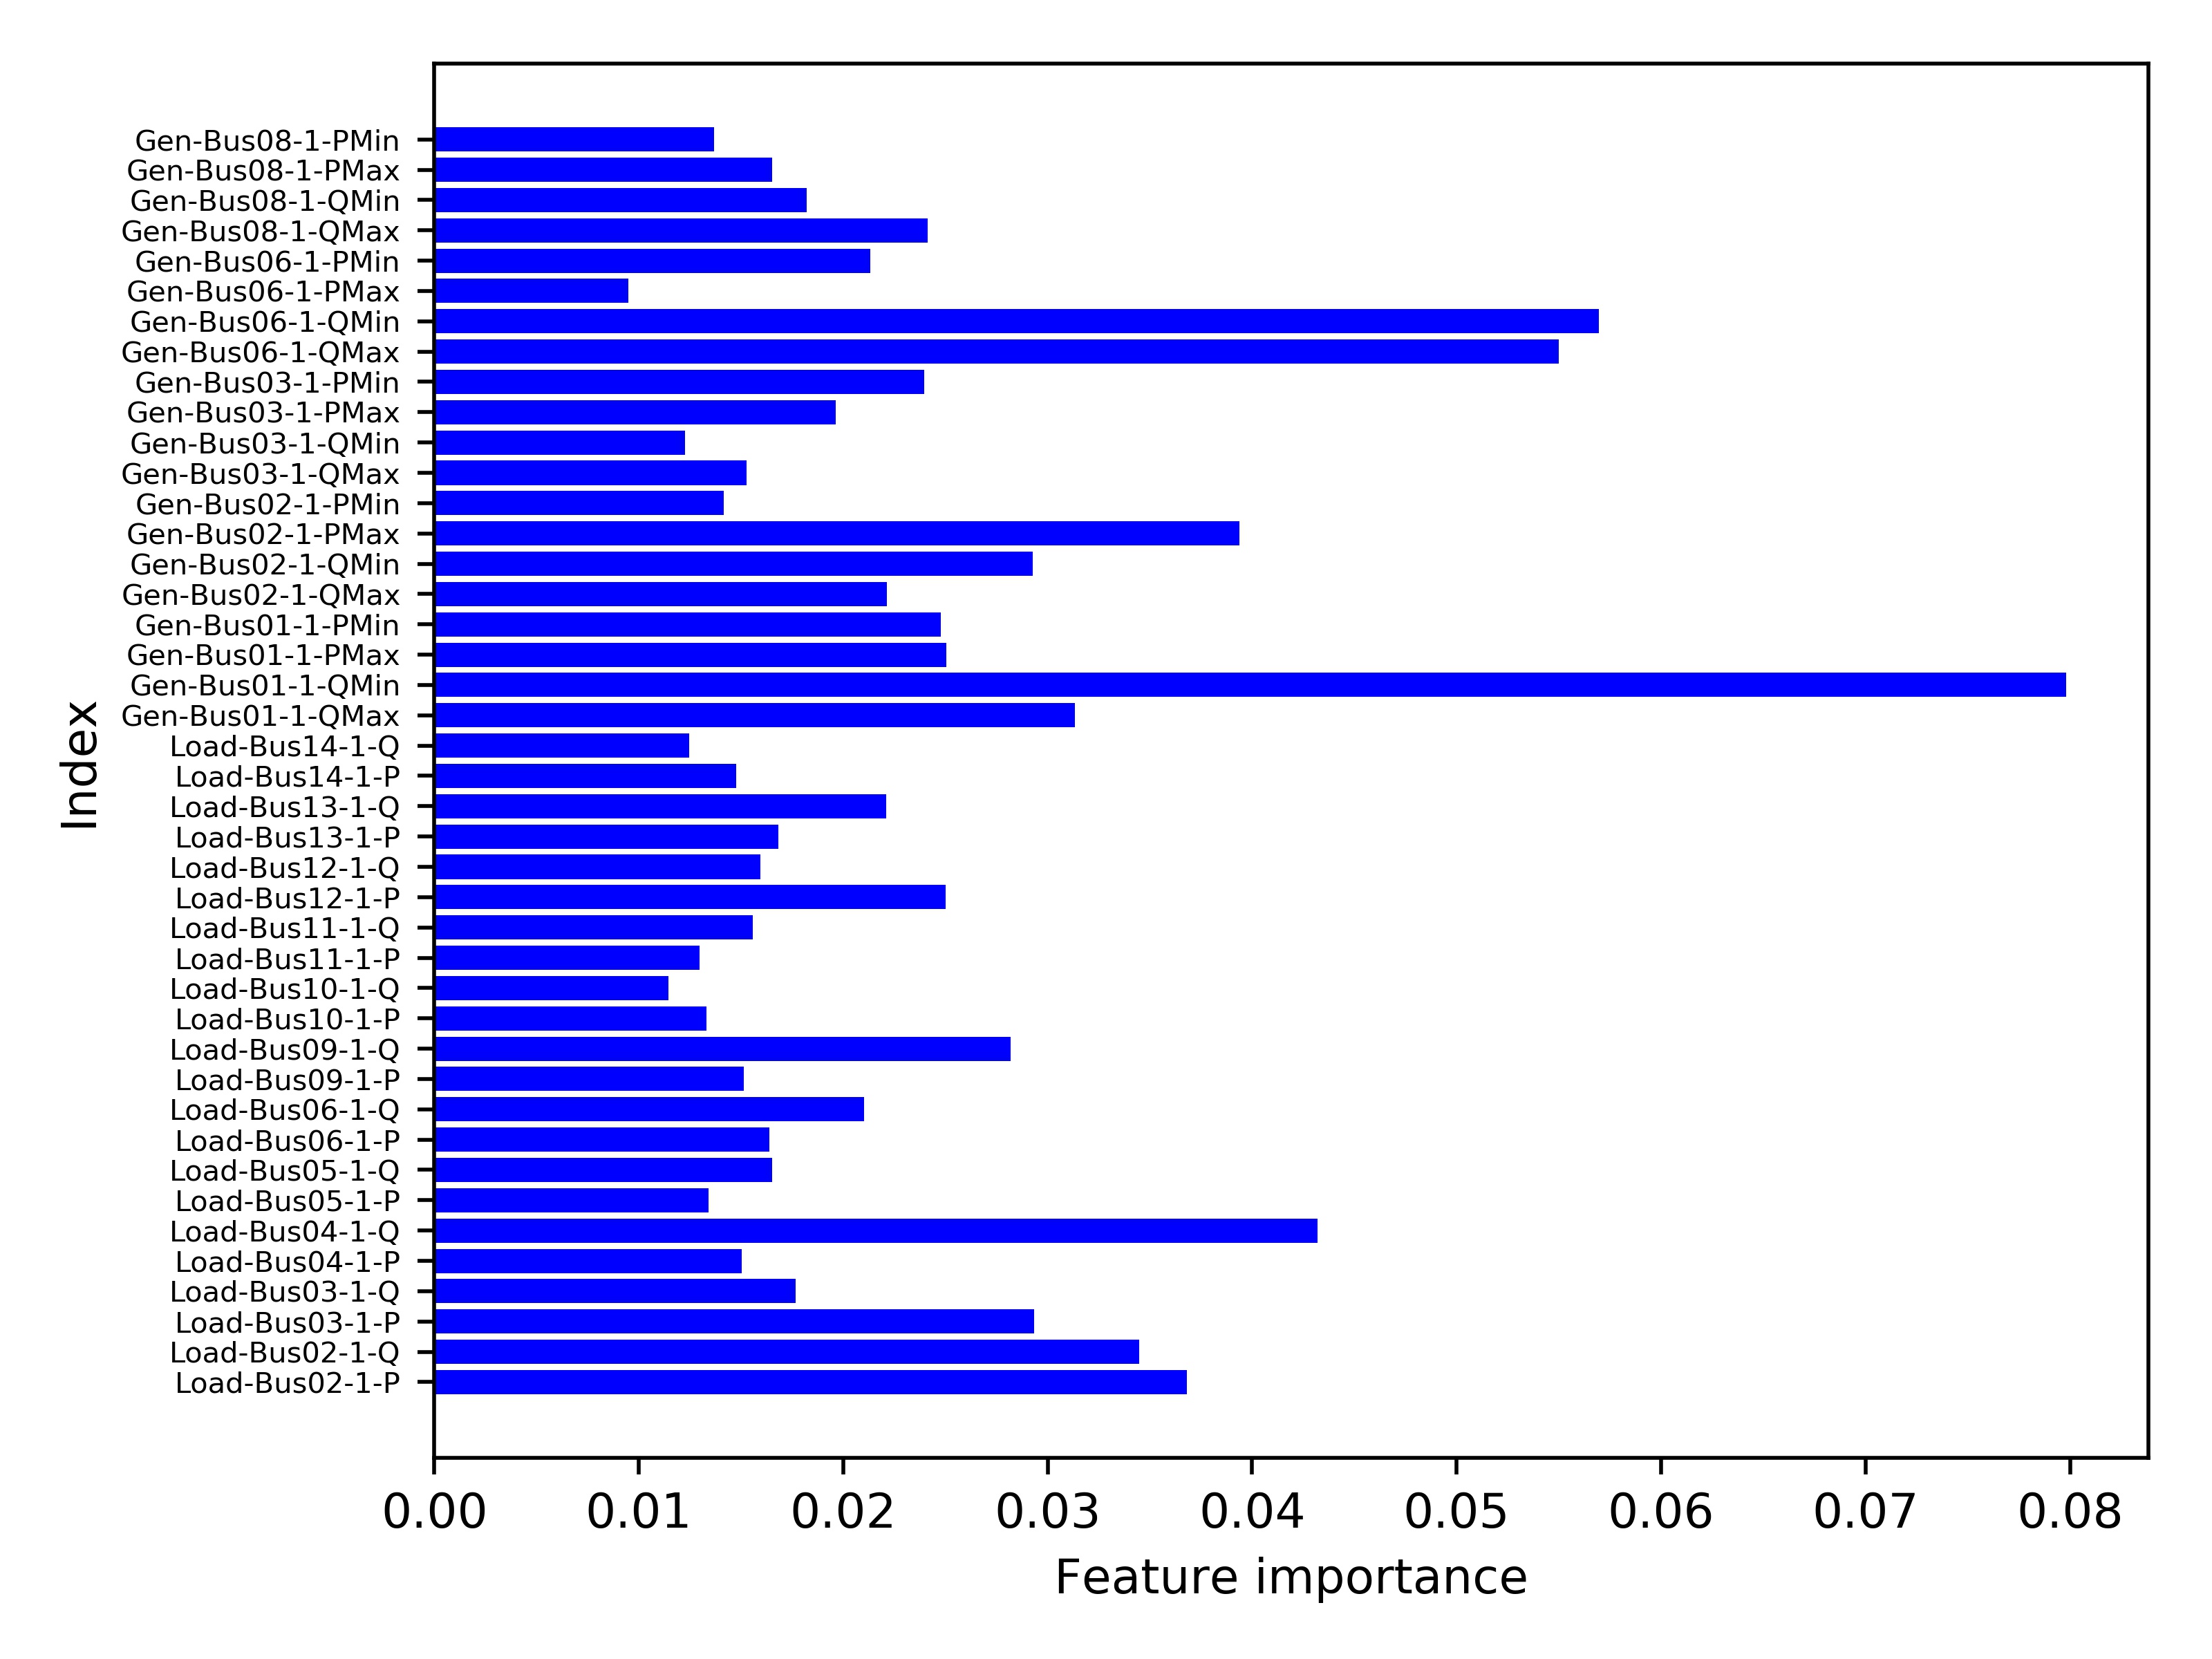 Gen-Bus08-1-PMin
Gen-Bus08-1-PMax
Gen-Bus08-1-QMin
Gen-Bus08-1-QMax
Gen-Bus06-1-PMin
Gen-Bus06-1-PMax
Gen-Bus06-1-QMin
Gen-Bus06-1-QMax
Gen-Bus03-1-PMin
Gen-Bus03-1-PMax
Gen-Bus03-1-QMin
Gen-Bus03-1-QMax
Gen-Bus02-1-PMin
Gen-Bus02-1-PMax
Gen-Bus02-1-QMin
Gen-Bus02-1-QMax
Gen-Bus01-1-PMin
Gen-Bus01-1-PMax
Gen-Bus01-1-QMin
Gen-Bus01-1-QMax
Load-Bus14-1-Q
Load-Bus14-1-P
Load-Bus13-1-Q
Load-Bus13-1-P
Load-Bus12-1-Q
Load-Bus12-1-P
Load-Bus11-1-Q
Load-Bus11-1-P
Load-Bus10-1-Q
Load-Bus10-1-P
Load-Bus09-1-Q
Load-Bus09-1-P
Load-Bus06-1-Q
Load-Bus06-1-P
Load-Bus05-1-Q
Load-Bus05-1-P
Load-Bus04-1-Q
Load-Bus04-1-P
Load-Bus03-1-Q
Load-Bus03-1-P
Load-Bus02-1-Q
Load-Bus02-1-P
Index
0.00 0.01 0.02 0.03 0.04 0.05 0.06 0.07 0.08
Feature importance